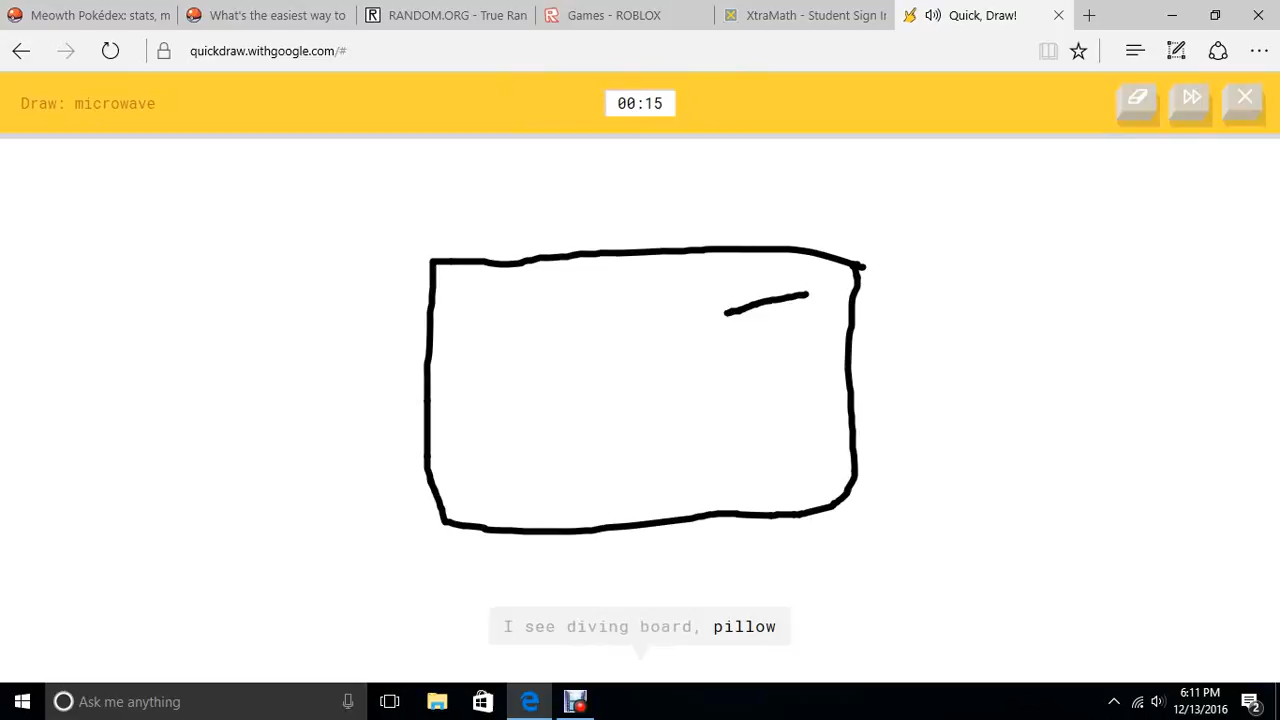 Meowth Pokédex: stats, m
What's the easiest way to
RANDOM.ORG - True Ran
Games - ROBLOX
XtraMath - Student Sign In
Quick, Draw!
quickdraw.withgoogle.com/#
Draw: microwave
00:15
I see diving board, pillow
Ask me anything
6:11 PM
12/13/2016
2